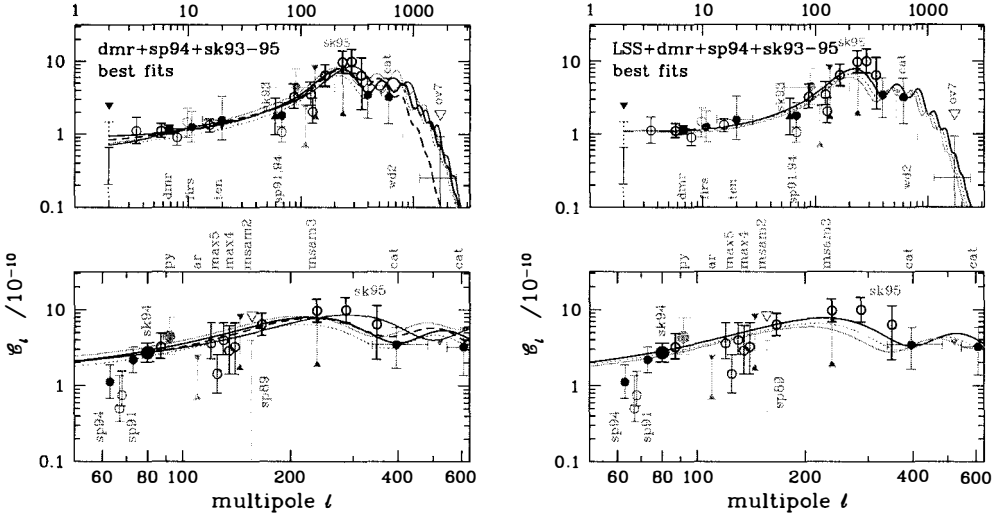 1 10 100 1000
1 10 100 1000
dmr+sp94+sk93−95
best fits
sk95
cat
ov7
sk93
10
1
0.1
dmr
firs
ten
sp91,94
wd2
LSS+dmr+sp94+sk93−95
best fits
sk95
cat
ov7
sk93
10
1
0.1
dmr
firs
ten
sp91,94
wd2
py
ar
max5
max4
msam2
msam3
cat
cat
py
ar
max5
max4
msam2
msam3
cat
cat
𝒞ℓ /10⁻¹⁰
sk95
sk94
sp89
sp94
sp91
10
1
0.1
60 80 100 200 400 600
multipole ℓ
sk95
sk94
sp89
sp94
sp91
10
1
0.1
60 80 100 200 400 600
multipole ℓ